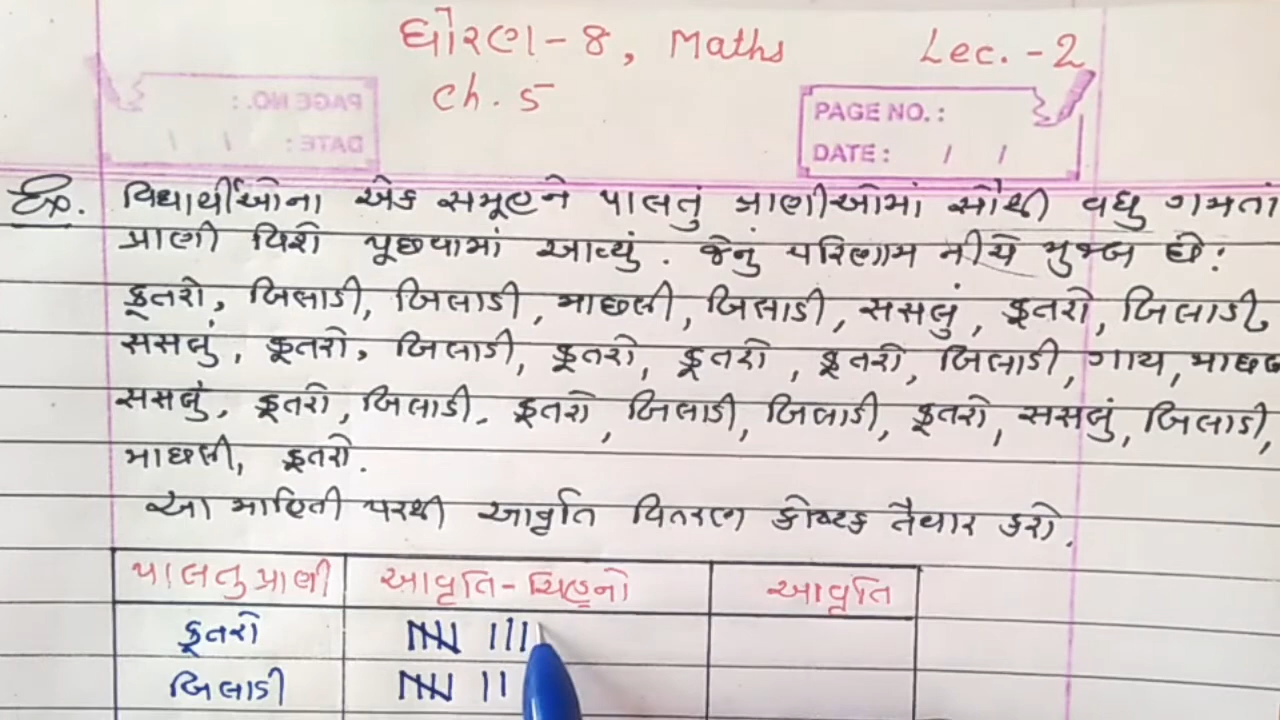 ધોરણ-૪, Maths
Lec. - 2
Ch. 5
PAGE NO. :
DATE : / /
Ex. વિદ્યાર્થીઓના એક સમૂહને પાલતું પ્રાણીઓમાં સૌથી વધુ ગમતાં
પ્રાણી વિશે પૂછવામાં આવ્યું. જેનું પરિણામ નીચે મુજબ છે:
કૂતરો, બિલાડી, બિલાડી, માછલી, બિલાડી, સસલું, કૂતરો, બિલાડી,
સસલું, કૂતરો, બિલાડી, કૂતરો, કૂતરો, કૂતરો, બિલાડી, ગાય,
સસલું, કૂતરો, બિલાડી, કૂતરો, બિલાડી, બિલાડી, કૂતરો, સસલું, બિલાડી,
માછલી, કૂતરો.
આ માહિતી પરથી આવૃતિ વિતરણ કોષ્ટક તૈયાર કરો.
પાલતુ પ્રાણી આવૃતિ-ચિહ્નો આવૃતિ
કૂતરો
બિલાડી